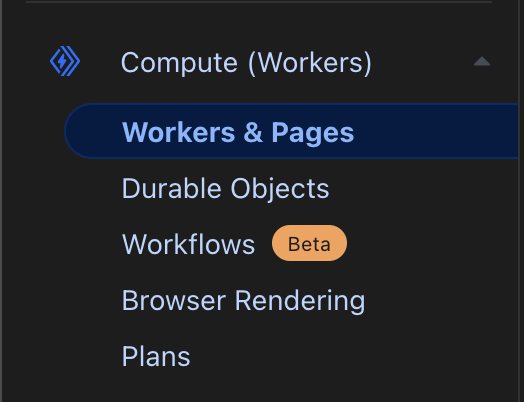 Compute (Workers)
Workers & Pages
Durable Objects
Workflows Beta
Browser Rendering
Plans